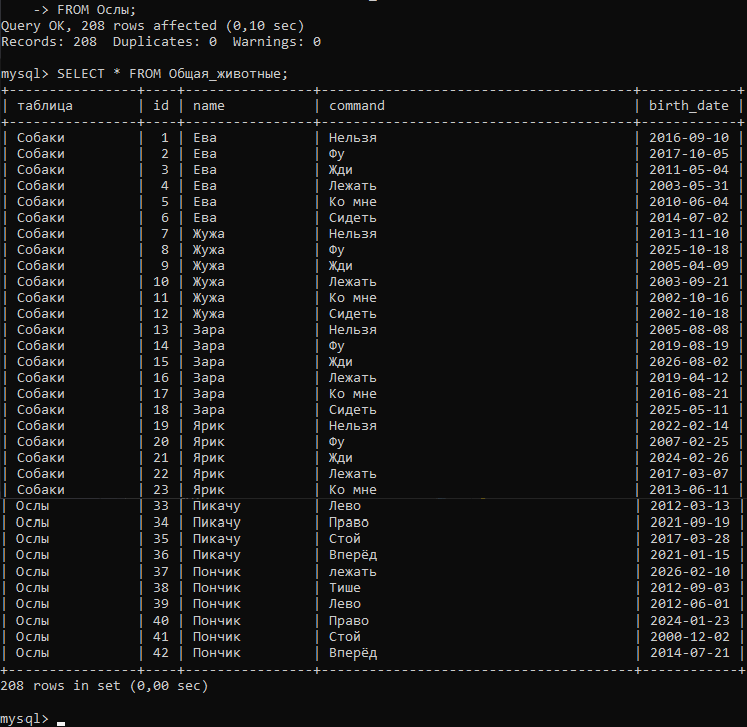 -> FROM Ослы;
Query OK, 208 rows affected (0,10 sec)
Records: 208  Duplicates: 0  Warnings: 0
mysql> SELECT * FROM Общая_животные;
+----------------+----+----------------+---------------------------------------+------------+
| таблица | id | name | command | birth_date |
+----------------+----+----------------+---------------------------------------+------------+
| Собаки | 1 | Ева | Нельзя | 2016-09-10 |
| Собаки | 2 | Ева | Фу | 2017-10-05 |
| Собаки | 3 | Ева | Жди | 2011-05-04 |
| Собаки | 4 | Ева | Лежать | 2003-05-31 |
| Собаки | 5 | Ева | Ко мне | 2010-06-04 |
| Собаки | 6 | Ева | Сидеть | 2014-07-02 |
| Собаки | 7 | Жужа | Нельзя | 2013-11-10 |
| Собаки | 8 | Жужа | Фу | 2025-10-18 |
| Собаки | 9 | Жужа | Жди | 2005-04-09 |
| Собаки | 10 | Жужа | Лежать | 2003-09-21 |
| Собаки | 11 | Жужа | Ко мне | 2002-10-16 |
| Собаки | 12 | Жужа | Сидеть | 2002-10-18 |
| Собаки | 13 | Зара | Нельзя | 2005-08-08 |
| Собаки | 14 | Зара | Фу | 2019-08-19 |
| Собаки | 15 | Зара | Жди | 2026-08-02 |
| Собаки | 16 | Зара | Лежать | 2019-04-12 |
| Собаки | 17 | Зара | Ко мне | 2016-08-21 |
| Собаки | 18 | Зара | Сидеть | 2025-05-11 |
| Собаки | 19 | Ярик | Нельзя | 2022-02-14 |
| Собаки | 20 | Ярик | Фу | 2007-02-25 |
| Собаки | 21 | Ярик | Жди | 2024-02-26 |
| Собаки | 22 | Ярик | Лежать | 2017-03-07 |
| Собаки | 23 | Ярик | Ко мне | 2013-06-11 |
| Ослы | 33 | Пикачу | Лево | 2012-03-13 |
| Ослы | 34 | Пикачу | Право | 2021-09-19 |
| Ослы | 35 | Пикачу | Стой | 2017-03-28 |
| Ослы | 36 | Пикачу | Вперёд | 2021-01-15 |
| Ослы | 37 | Пончик | лежать | 2026-02-10 |
| Ослы | 38 | Пончик | Тише | 2012-09-03 |
| Ослы | 39 | Пончик | Лево | 2012-06-01 |
| Ослы | 40 | Пончик | Право | 2024-01-23 |
| Ослы | 41 | Пончик | Стой | 2000-12-02 |
| Ослы | 42 | Пончик | Вперёд | 2014-07-21 |
+----------------+----+----------------+---------------------------------------+------------+
208 rows in set (0,00 sec)
mysql>